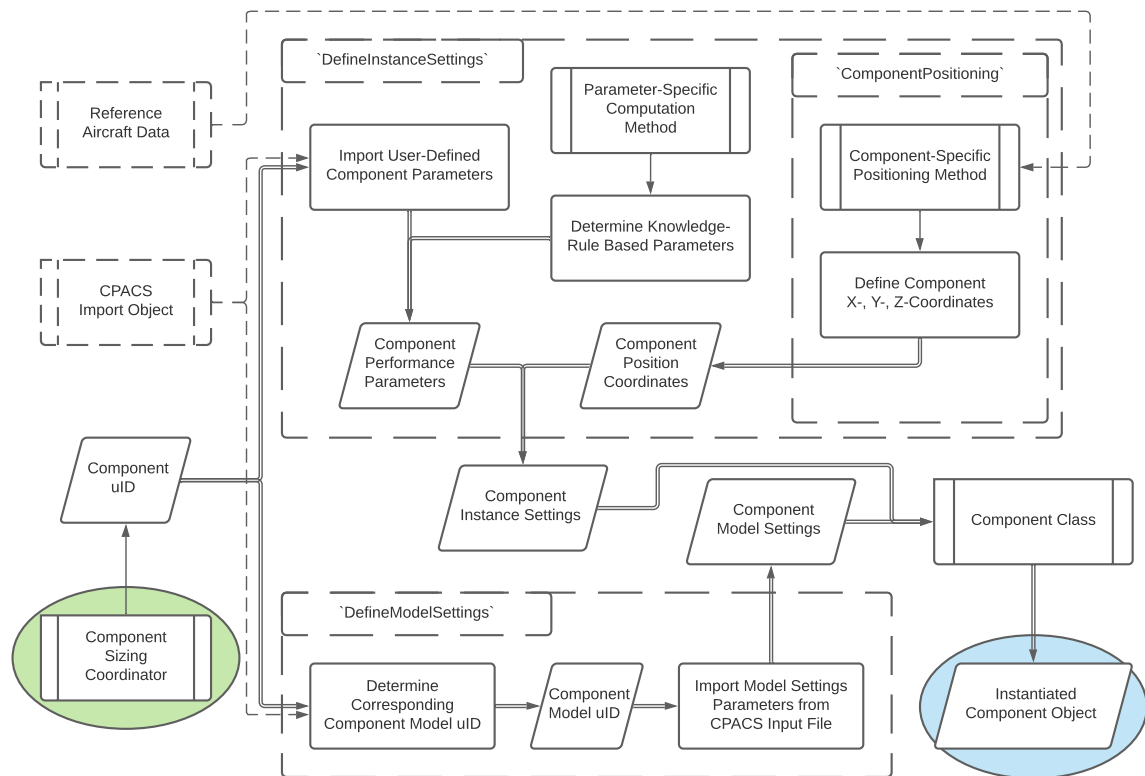 `DefineInstanceSettings`
`ComponentPositioning`
Reference
Aircraft Data
Parameter-Specific
Computation
Method
Import User-Defined
Component Parameters
Component-Specific
Positioning Method
Determine Knowledge-
Rule Based Parameters
CPACS
Import Object
Define Component
X-, Y-, Z-Coordinates
Component
Performance
Parameters
Component
Position
Coordinates
Component
uID
Component
Instance Settings
Component
Model Settings
Component Class
`DefineModelSettings`
Component
Sizing
Coordinator
Determine
Corresponding
Component Model uID
Component
Model uID
Import Model Settings
Parameters from
CPACS Input File
Instantiated
Component Object